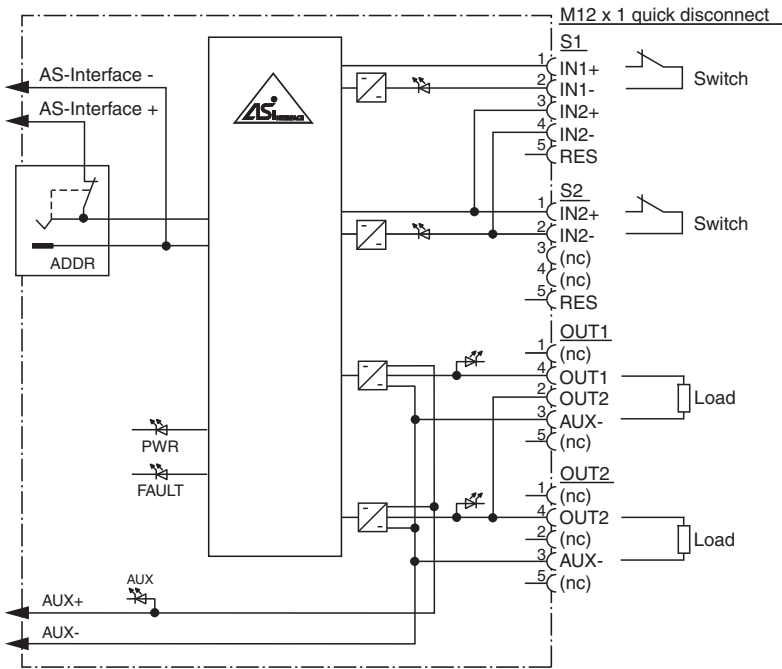 M12 x 1 quick disconnect
S1
1 IN1+
2 IN1-
3 IN2+
4 IN2-
5 RES
Switch
AS-Interface -
AS-Interface +
ASI INTERFACE
ADDR
S2
1 IN2+
2 IN2-
3 (nc)
4 (nc)
5 RES
Switch
OUT1
1 (nc)
4 OUT1
2 OUT2
3 AUX-
5 (nc)
Load
PWR
FAULT
OUT2
1 (nc)
4 OUT2
2 (nc)
3 AUX-
5 (nc)
Load
AUX
AUX+
AUX-